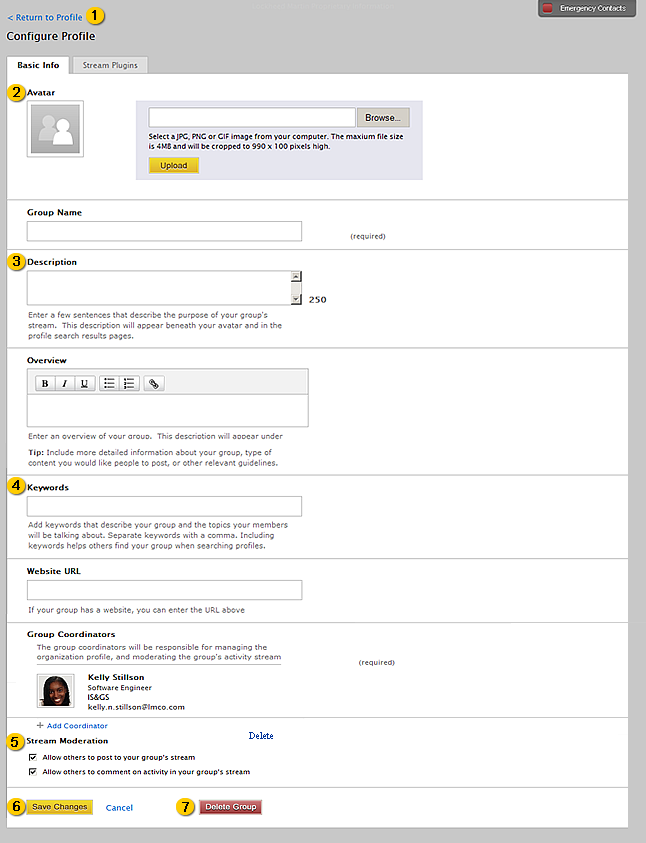 Emergency Contacts
< Return to Profile 1
Configure Profile
Basic Info Stream Plugins
2 Avatar
Browse...
Select a JPG, PNG or GIF image from your computer. The maxium file size
is 4MB and will be cropped to 990 x 100 pixels high.
Upload
Group Name
(required)
3 Description
250
Enter a few sentences that describe the purpose of your group's
stream. This description will appear beneath your avatar and in the
profile search results pages.
Overview
B I U
Enter an overview of your group. This description will appear under
Tip: Include more detailed information about your group, type of
content you would like people to post, or other relevant guidelines.
4 Keywords
Add keywords that describe your group and the topics your members
will be talking about. Separate keywords with a comma. Including
keywords helps others find your group when searching profiles.
Website URL
If your group has a website, you can enter the URL above
Group Coordinators
The group coordinators will be responsible for managing the
organization profile, and moderating the group's activity stream
(required)
Kelly Stillson
Software Engineer
IS&GS
kelly.n.stillson@lmco.com
+ Add Coordinator
Delete
5 Stream Moderation
Allow others to post to your group's stream
Allow others to comment on activity in your group's stream
6 Save Changes Cancel 7 Delete Group